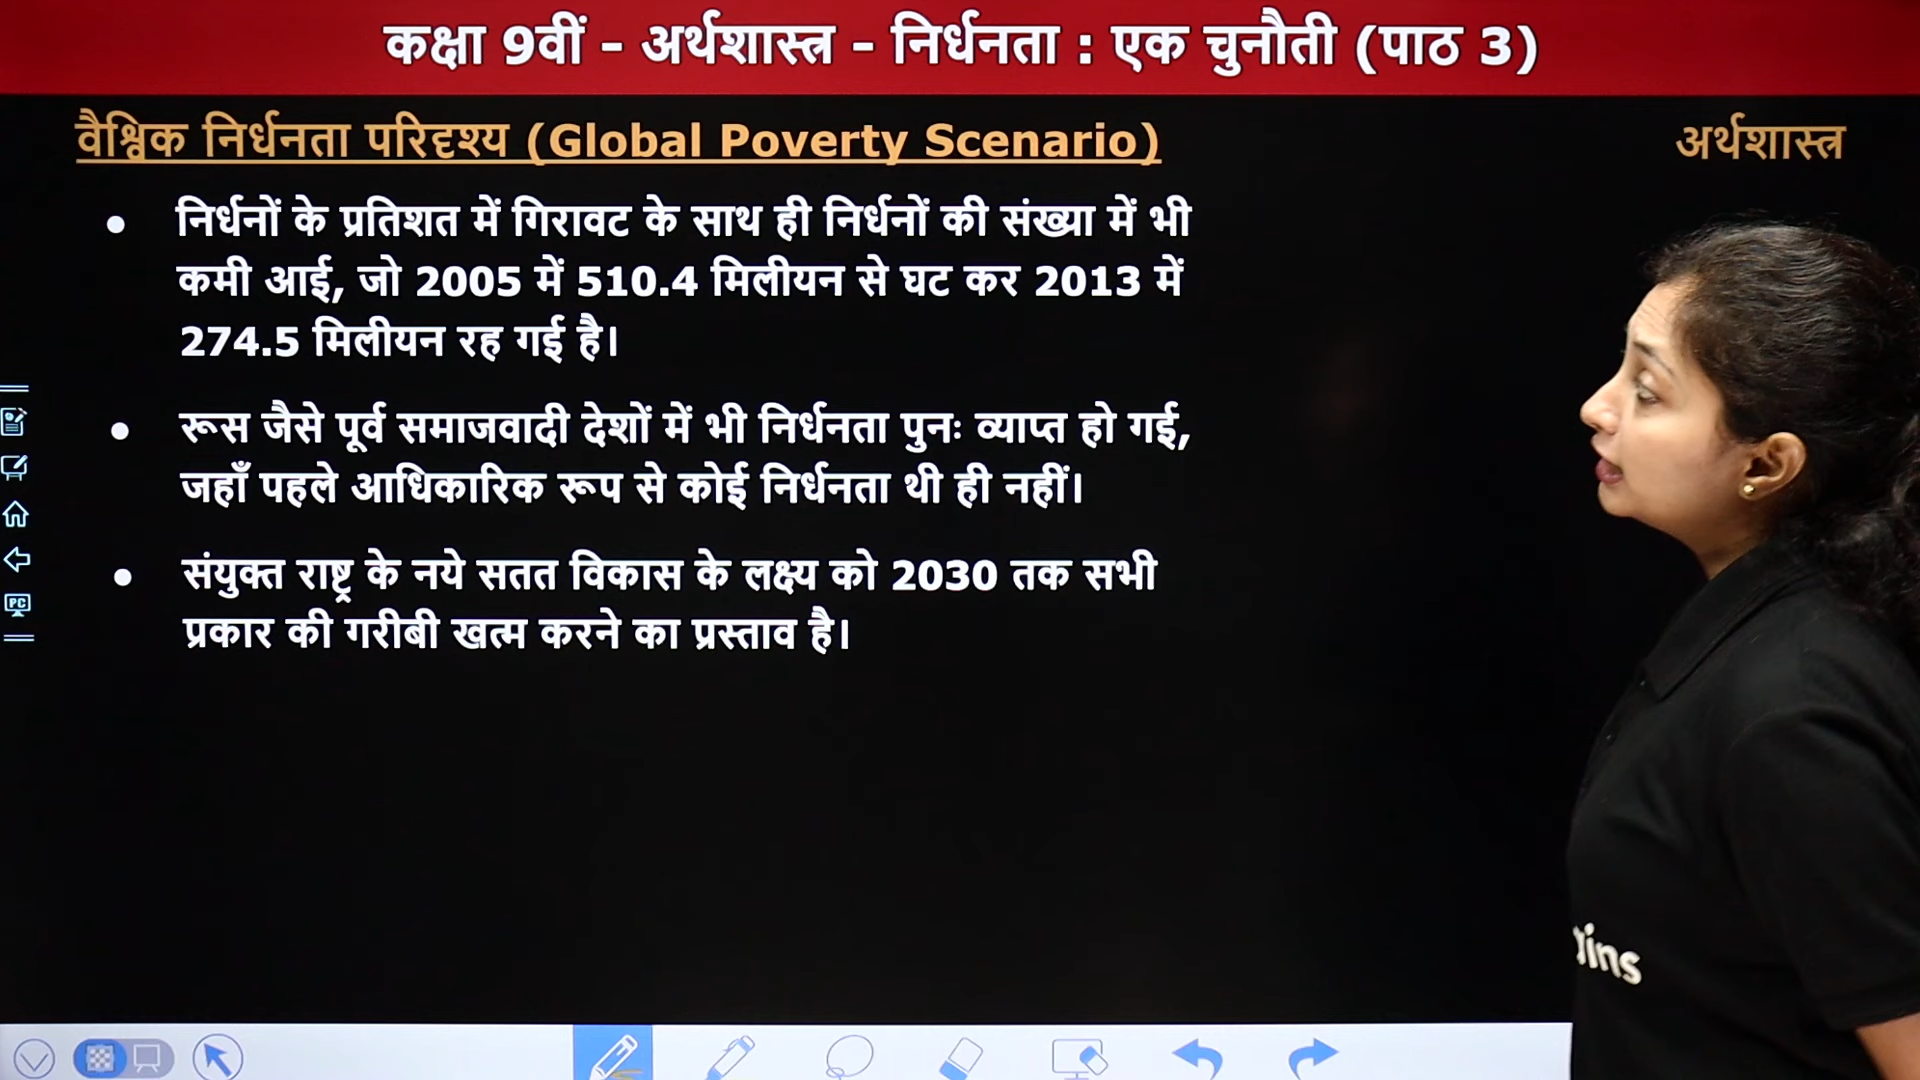 कक्षा 9वीं - अर्थशास्त्र - निर्धनता : एक चुनौती (पाठ 3)
वैश्विक निर्धनता परिदृश्य (Global Poverty Scenario)
अर्थशास्त्र
• निर्धनों के प्रतिशत में गिरावट के साथ ही निर्धनों की संख्या में भी
कमी आई, जो 2005 में 510.4 मिलीयन से घट कर 2013 में
274.5 मिलीयन रह गई है।
• रूस जैसे पूर्व समाजवादी देशों में भी निर्धनता पुनः व्याप्त हो गई,
जहाँ पहले आधिकारिक रूप से कोई निर्धनता थी ही नहीं।
• संयुक्त राष्ट्र के नये सतत विकास के लक्ष्य को 2030 तक सभी
प्रकार की गरीबी खत्म करने का प्रस्ताव है।
PC